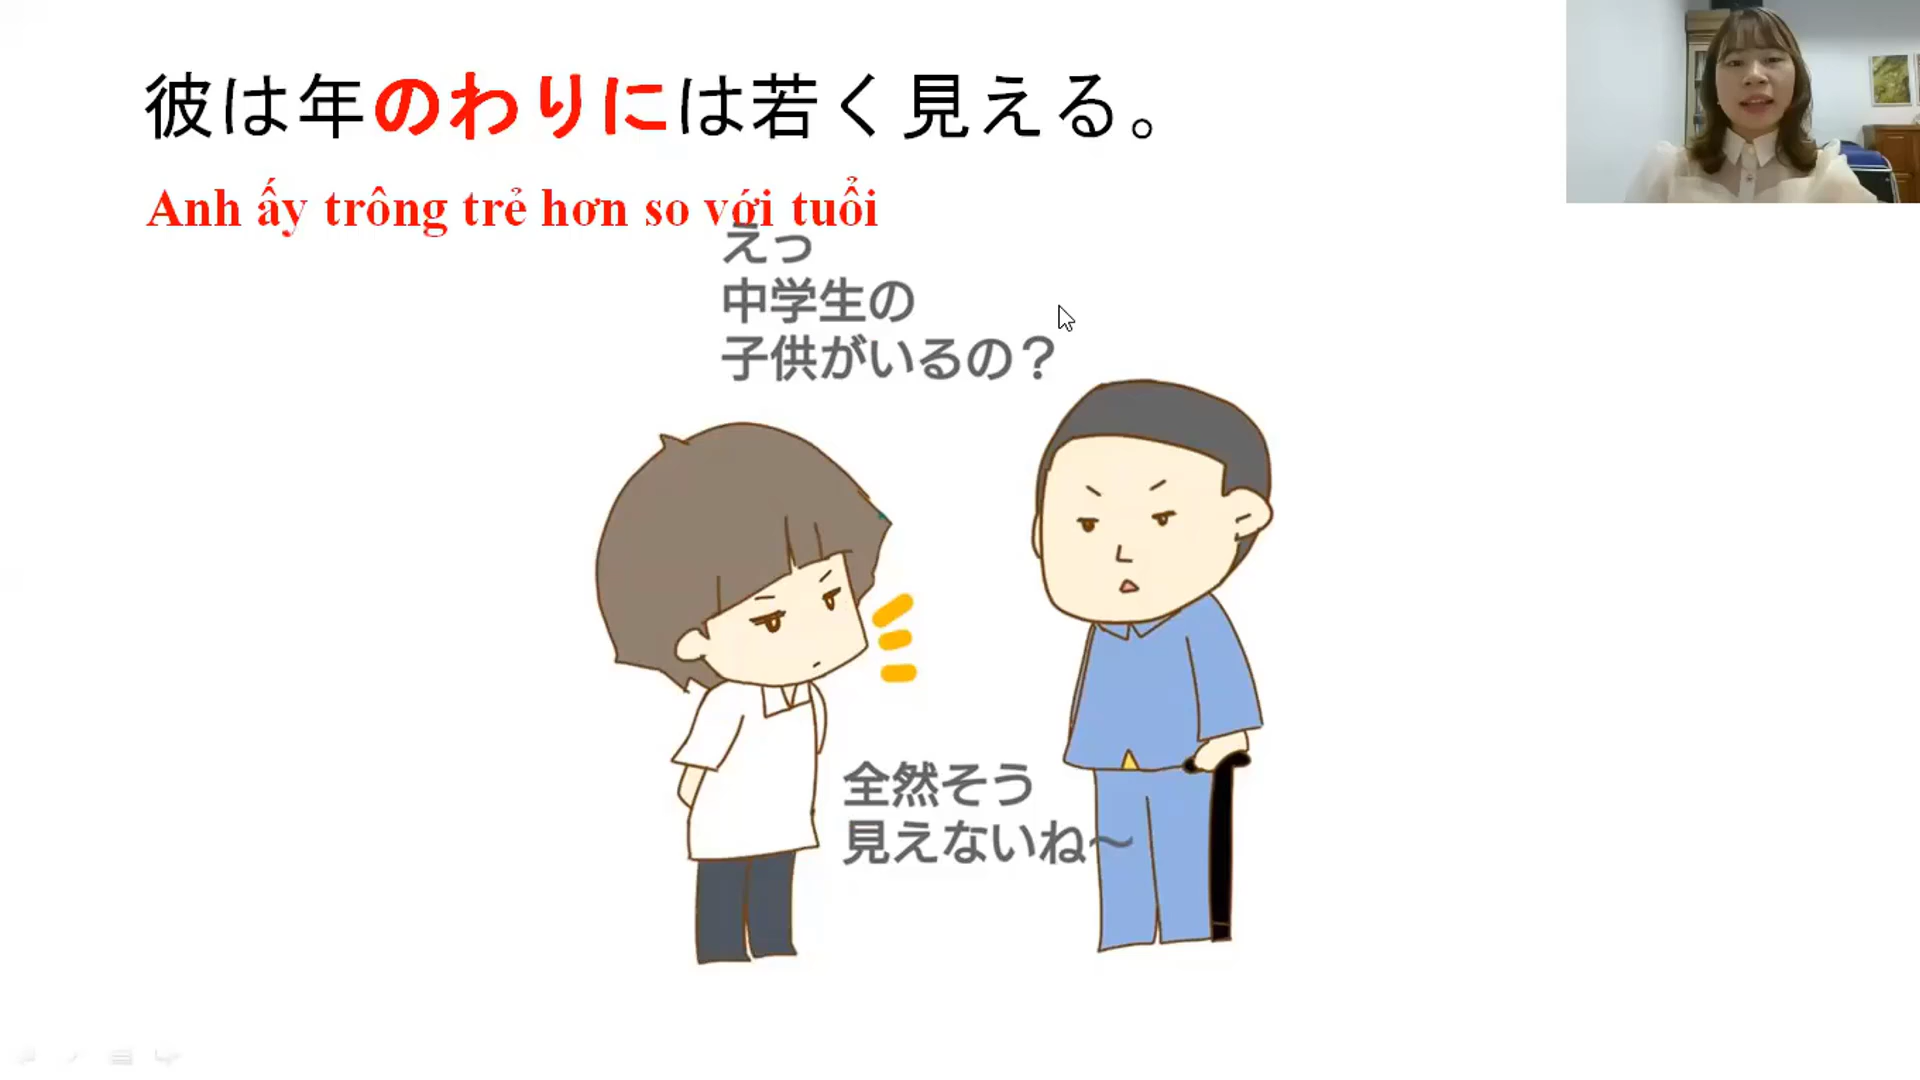 彼は年のわりには若く見える。
Anh ấy trông trẻ hơn so với tuổi
えっ
中学生の
子供がいるの？
全然そう
見えないね～